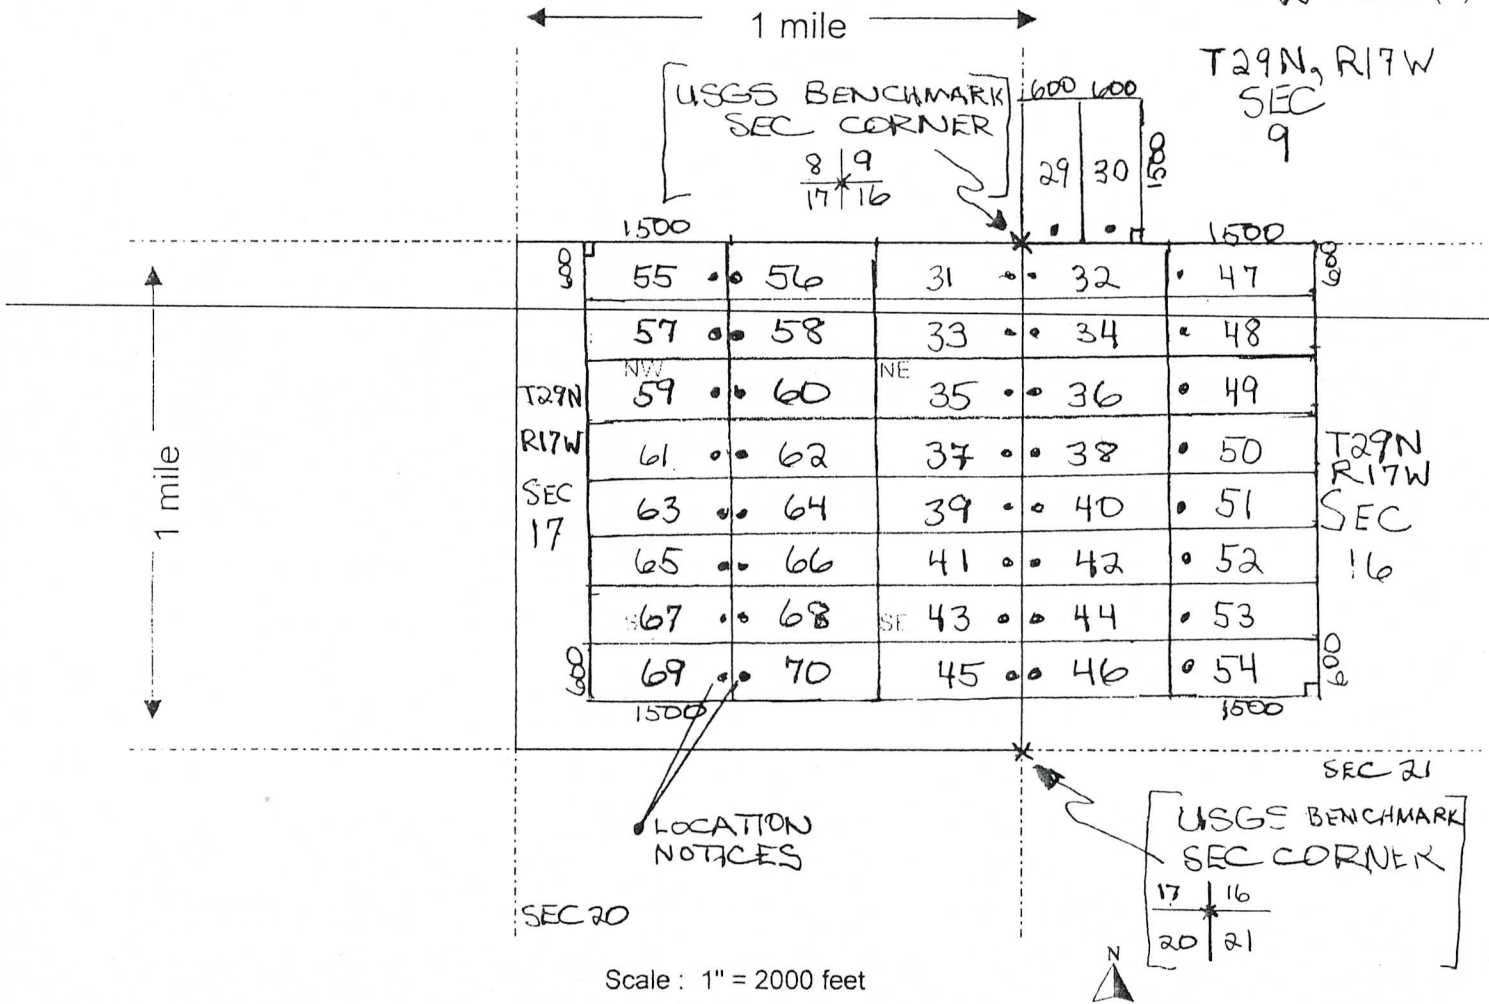 1 mile
T29N, R17W
SEC
9
USGS BENCHMARK
SEC CORNER
8 9
17 16
600 600
29 30
1500
1500
1500
600
55 56 31 32 47
600
57 58 33 34 48
NW NE
59 60 35 36 49
T29N
R17W
SEC
17
61 62 37 38 50
T29N
R17W
SEC
16
1 mile
63 64 39 40 51
65 66 41 42 52
67 68 SE 43 44 53
600
69 70 45 46 54
600
1500
1500
SEC 21
LOCATION
NOTICES
USGS BENCHMARK
SEC CORNER
17 16
20 21
SEC 20
N
Scale : 1" = 2000 feet